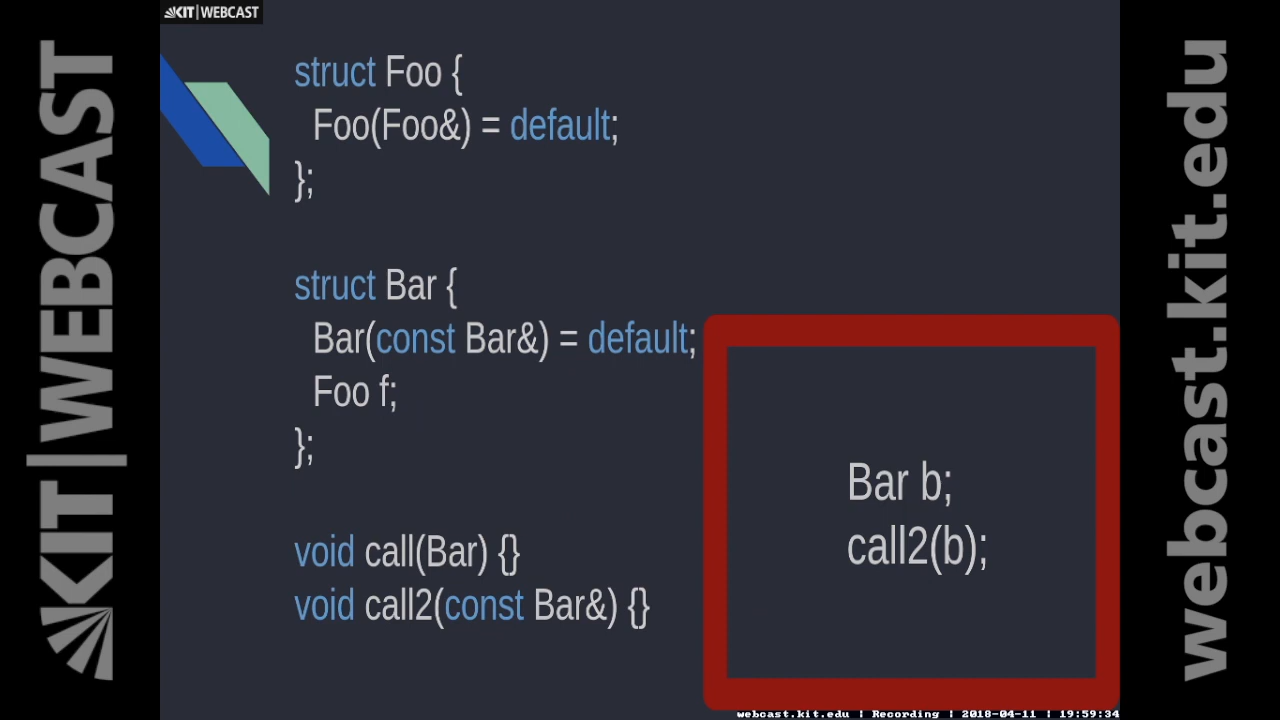 KIT|WEBCAST
KIT|WEBCAST
struct Foo {
Foo(Foo&) = default;
};
struct Bar {
Bar(const Bar&) = default;
Foo f;
};
void call(Bar) {}
void call2(const Bar&) {}
Bar b;
call2(b);
webcast.kit.edu | Recording | 2018-04-11 | 19:59:34
webcast.kit.edu